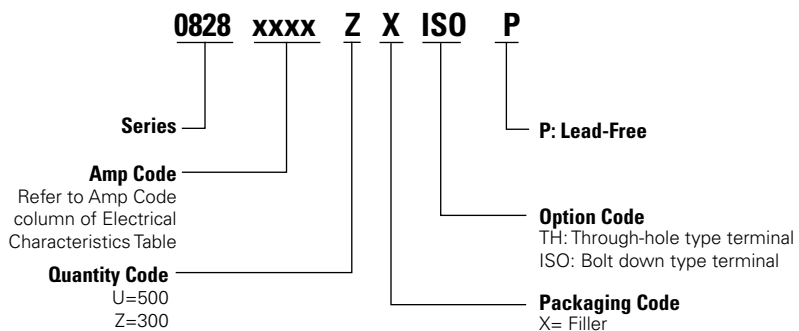 0828 xxxx Z X ISO P
Series
P: Lead-Free
Amp Code
Refer to Amp Code
column of Electrical
Characteristics Table
Option Code
TH: Through-hole type terminal
ISO: Bolt down type terminal
Quantity Code
U=500
Z=300
Packaging Code
X= Filler